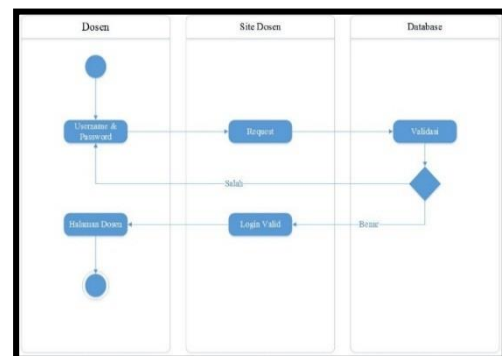 Dosen
Site Dosen
Database
Username &
Password
Request
Validasi
Salah
Halaman Dosen
Login Valid
Benar